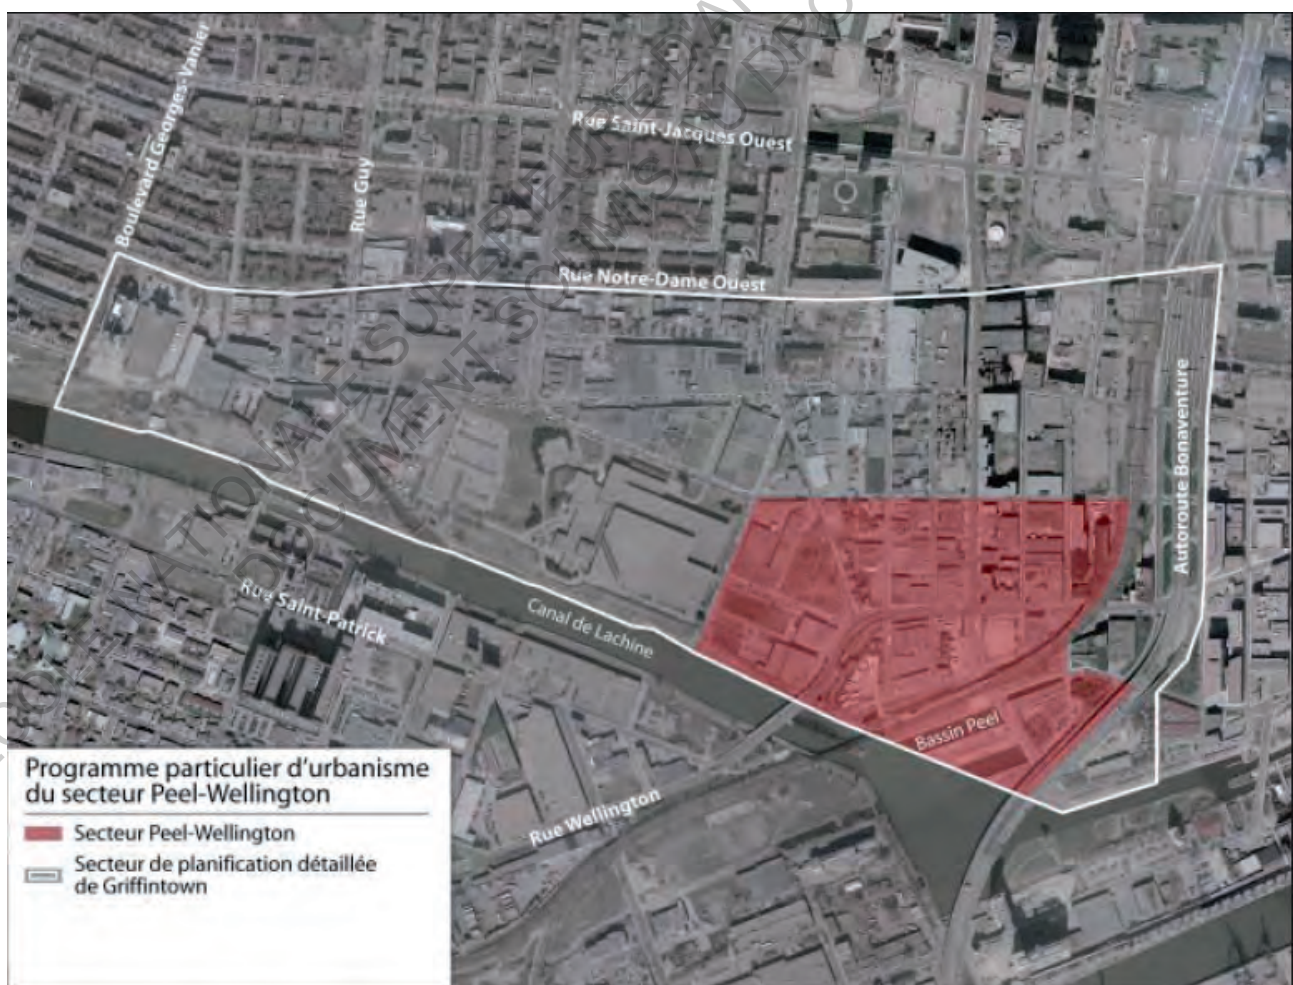 Boulevard Georges-Vanier
Rue Guy
Rue Saint-Jacques Ouest
Rue Notre-Dame Ouest
Autoroute Bonaventure
Rue Saint-Patrick
Canal de Lachine
Bassin Peel
Rue Wellington
Programme particulier d'urbanisme
du secteur Peel-Wellington
Secteur Peel-Wellington
Secteur de planification détaillée
de Griffintown